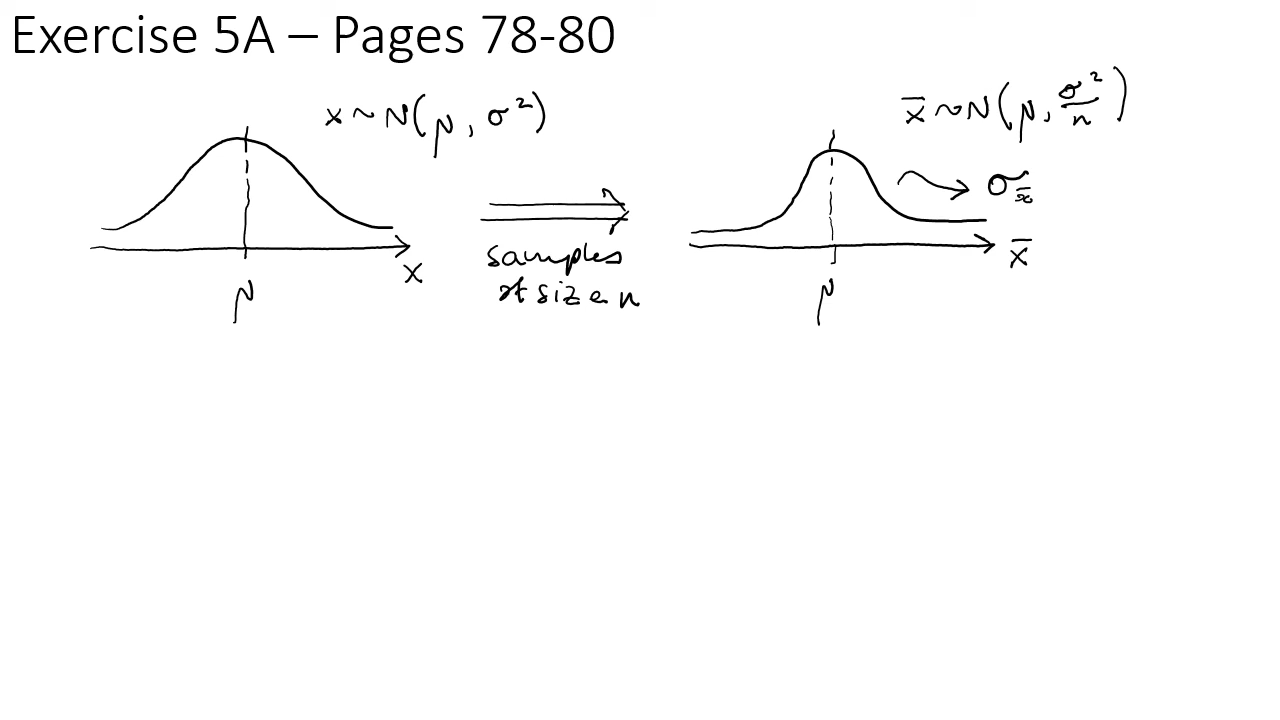 Exercise 5A – Pages 78-80
x ~ N(μ, σ²)
x̄ ~ N(μ, σ²/n)
σx̄
samples
of size n
x
x̄
μ
μ